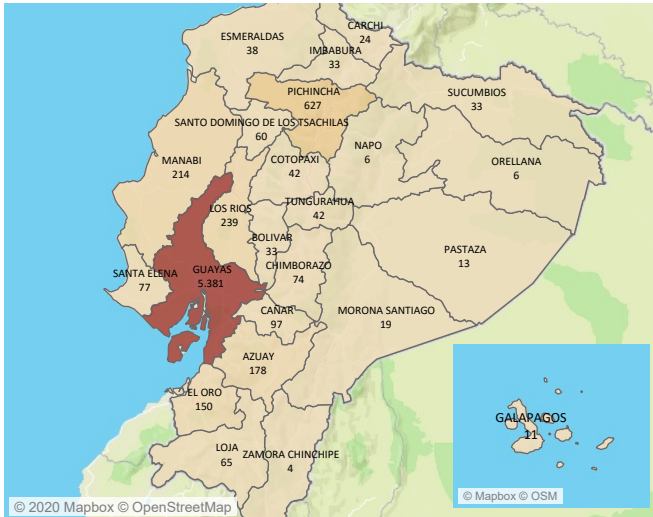 CARCHI
24
ESMERALDAS
38
IMBABURA
33
PICHINCHA
627
SUCUMBIOS
33
SANTO DOMINGO DE LOS TSACHILAS
60
NAPO
6
MANABI
214
COTOPAXI
42
ORELLANA
6
TUNGURAHUA
42
LOS RIOS
239
BOLIVAR
33
PASTAZA
13
CHIMBORAZO
74
SANTA ELENA
77
GUAYAS
5.381
CAÑAR
97
MORONA SANTIAGO
19
AZUAY
178
EL ORO
150
GALAPAGOS
11
LOJA
65
ZAMORA CHINCHIPE
4
© Mapbox © OSM
© 2020 Mapbox © OpenStreetMap